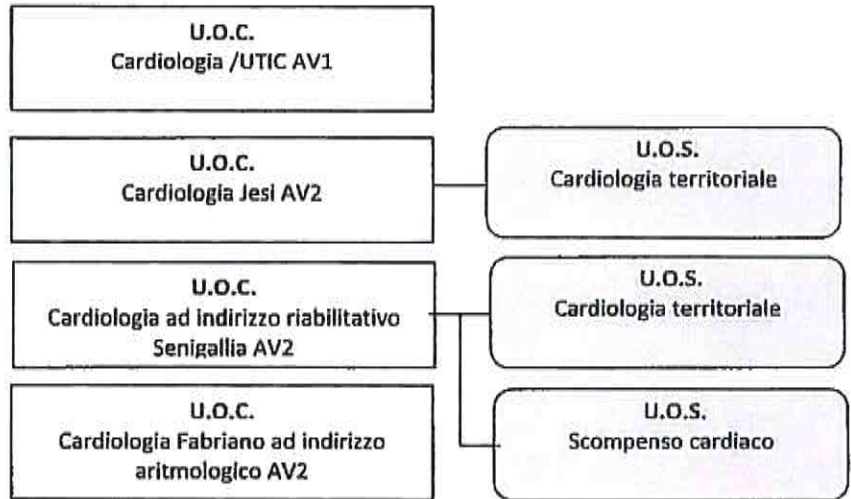 U.O.C.
Cardiologia /UTIC AV1
U.O.C.
Cardiologia Jesi AV2
U.O.S.
Cardiologia territoriale
U.O.C.
Cardiologia ad indirizzo riabilitativo
Senigallia AV2
U.O.S.
Cardiologia territoriale
U.O.C.
Cardiologia Fabriano ad indirizzo
aritmologico AV2
U.O.S.
Scompenso cardiaco